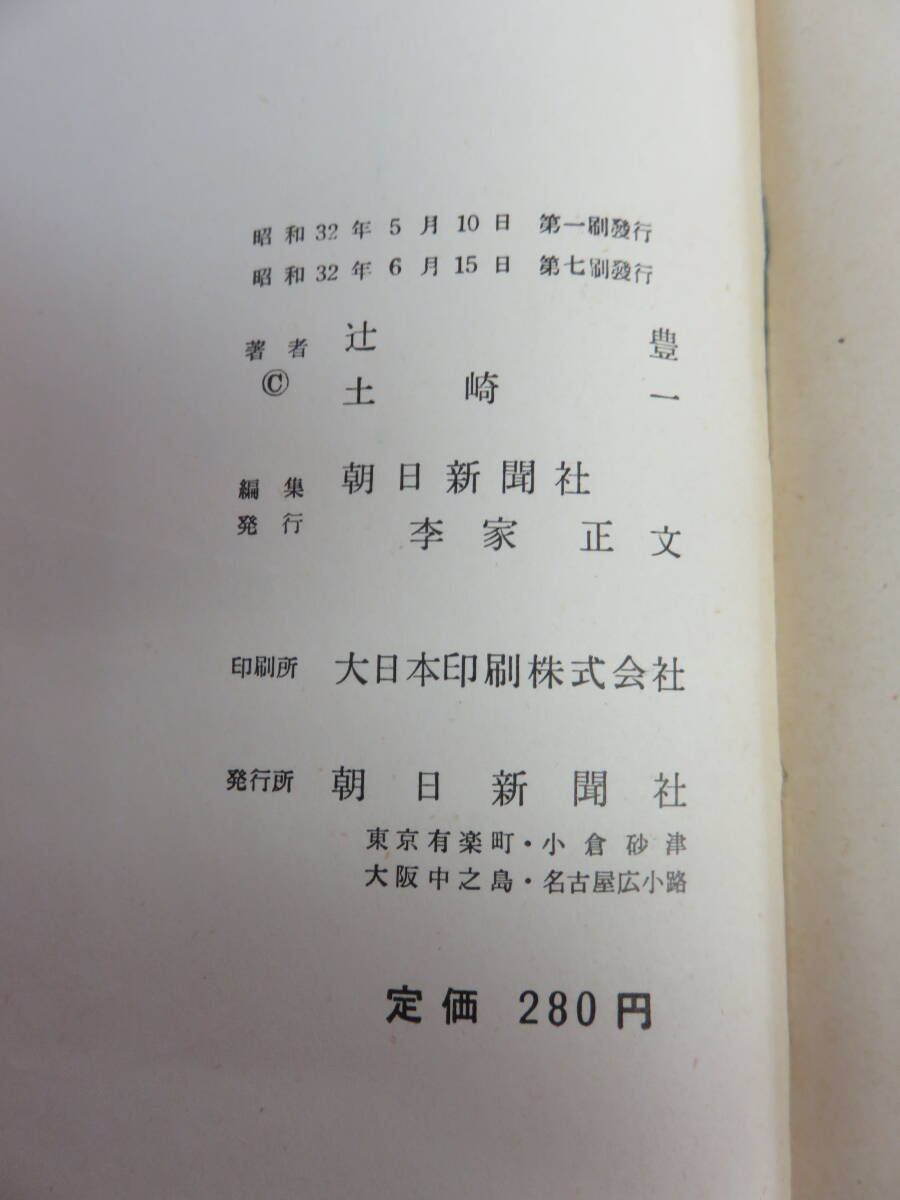 昭和32年5月10日 第一刷發行
昭和32年6月15日 第七刷發行
著者 辻 豊
© 土崎 一
編集 朝日新聞社
発行 李家正文
印刷所 大日本印刷株式会社
発行所 朝日新聞社
東京有楽町・小倉砂津
大阪中之島・名古屋広小路
定価 280円